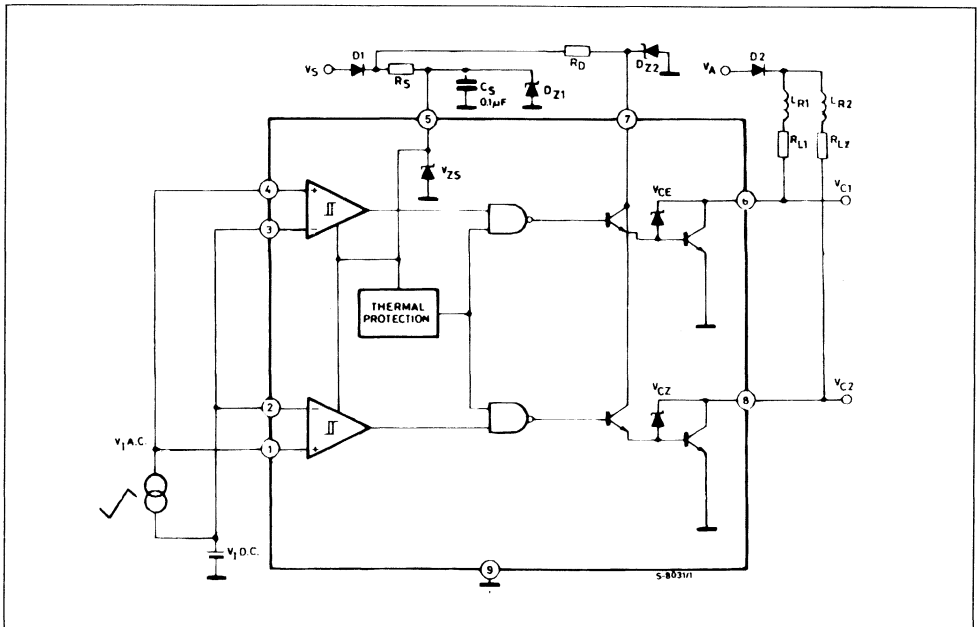 D1
VS
RS
CS
0.1µF
DZ1
RD
DZ2
VA
D2
LR1
LR2
RL1
RLz
5
7
VZS
4
+
3
−
VCE
6
VC1
THERMAL
PROTECTION
2
−
1
+
VCZ
8
VC2
VI A.C.
VI D.C.
9
S-8031/1